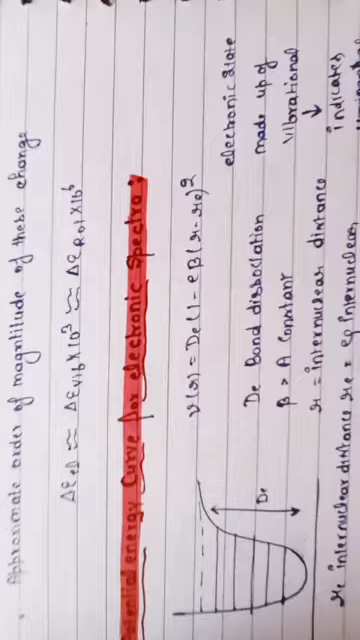 Approximate order of magnitude of these change
ΔEel ≈ ΔEvib × 10³ ≈ ΔERot × 10⁶
Potential energy Curve for electronic Spectra:
V(r) = De(1 - eβ(r-re)²
De
De Bond dissociation
β > A Constant
r = internuclear distance
re internuclear distance re = eq internuclear
electronic state
made up of
Vibrational
↓
indicates